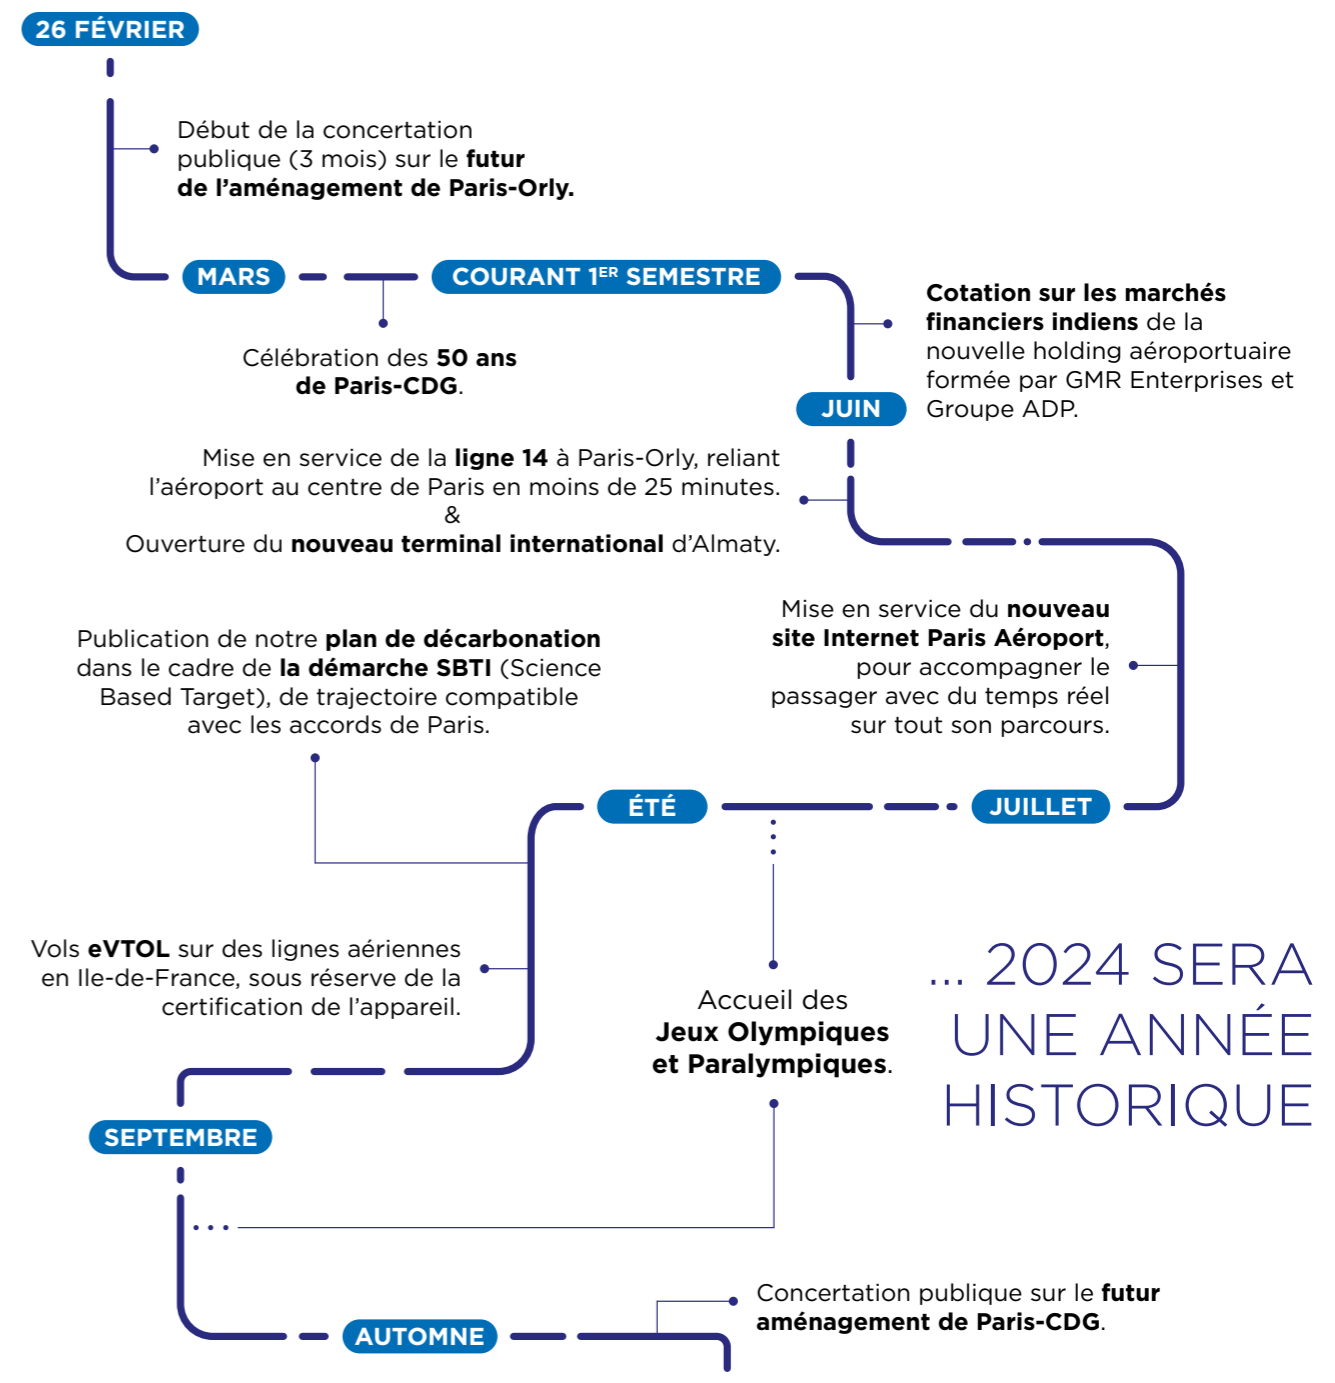 26 FÉVRIER
Début de la concertation
publique (3 mois) sur le futur
de l’aménagement de Paris-Orly.
MARS
Célébration des 50 ans
de Paris-CDG.
COURANT 1ER SEMESTRE
Cotation sur les marchés
financiers indiens de la
nouvelle holding aéroportuaire
formée par GMR Enterprises et
Groupe ADP.
JUIN
Mise en service de la ligne 14 à Paris-Orly, reliant
l’aéroport au centre de Paris en moins de 25 minutes.
&
Ouverture du nouveau terminal international d’Almaty.
Mise en service du nouveau
site Internet Paris Aéroport,
pour accompagner le
passager avec du temps réel
sur tout son parcours.
JUILLET
Accueil des
Jeux Olympiques
et Paralympiques.
ÉTÉ
Publication de notre plan de décarbonation
dans le cadre de la démarche SBTI (Science
Based Target), de trajectoire compatible
avec les accords de Paris.
Vols eVTOL sur des lignes aériennes
en Ile-de-France, sous réserve de la
certification de l’appareil.
... 2024 SERA
UNE ANNÉE
HISTORIQUE
SEPTEMBRE
AUTOMNE
Concertation publique sur le futur
aménagement de Paris-CDG.